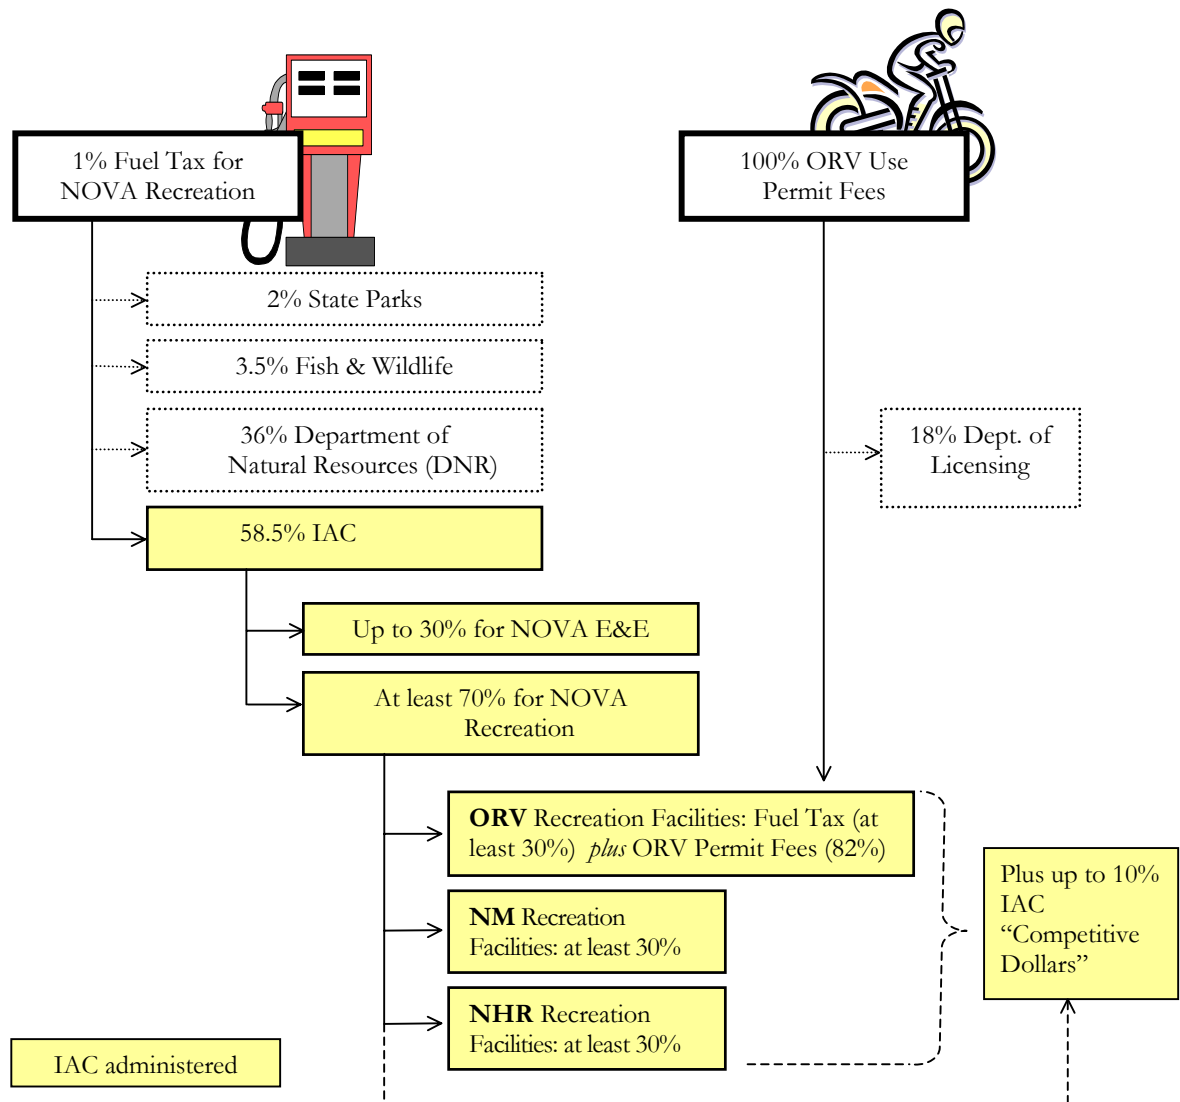 1% Fuel Tax for
NOVA Recreation
100% ORV Use
Permit Fees
2% State Parks
3.5% Fish & Wildlife
36% Department of
Natural Resources (DNR)
18% Dept. of
Licensing
58.5% IAC
Up to 30% for NOVA E&E
At least 70% for NOVA
Recreation
ORV Recreation Facilities: Fuel Tax (at
least 30%) plus ORV Permit Fees (82%)
NM Recreation
Facilities: at least 30%
NHR Recreation
Facilities: at least 30%
Plus up to 10%
IAC
“Competitive
Dollars”
IAC administered